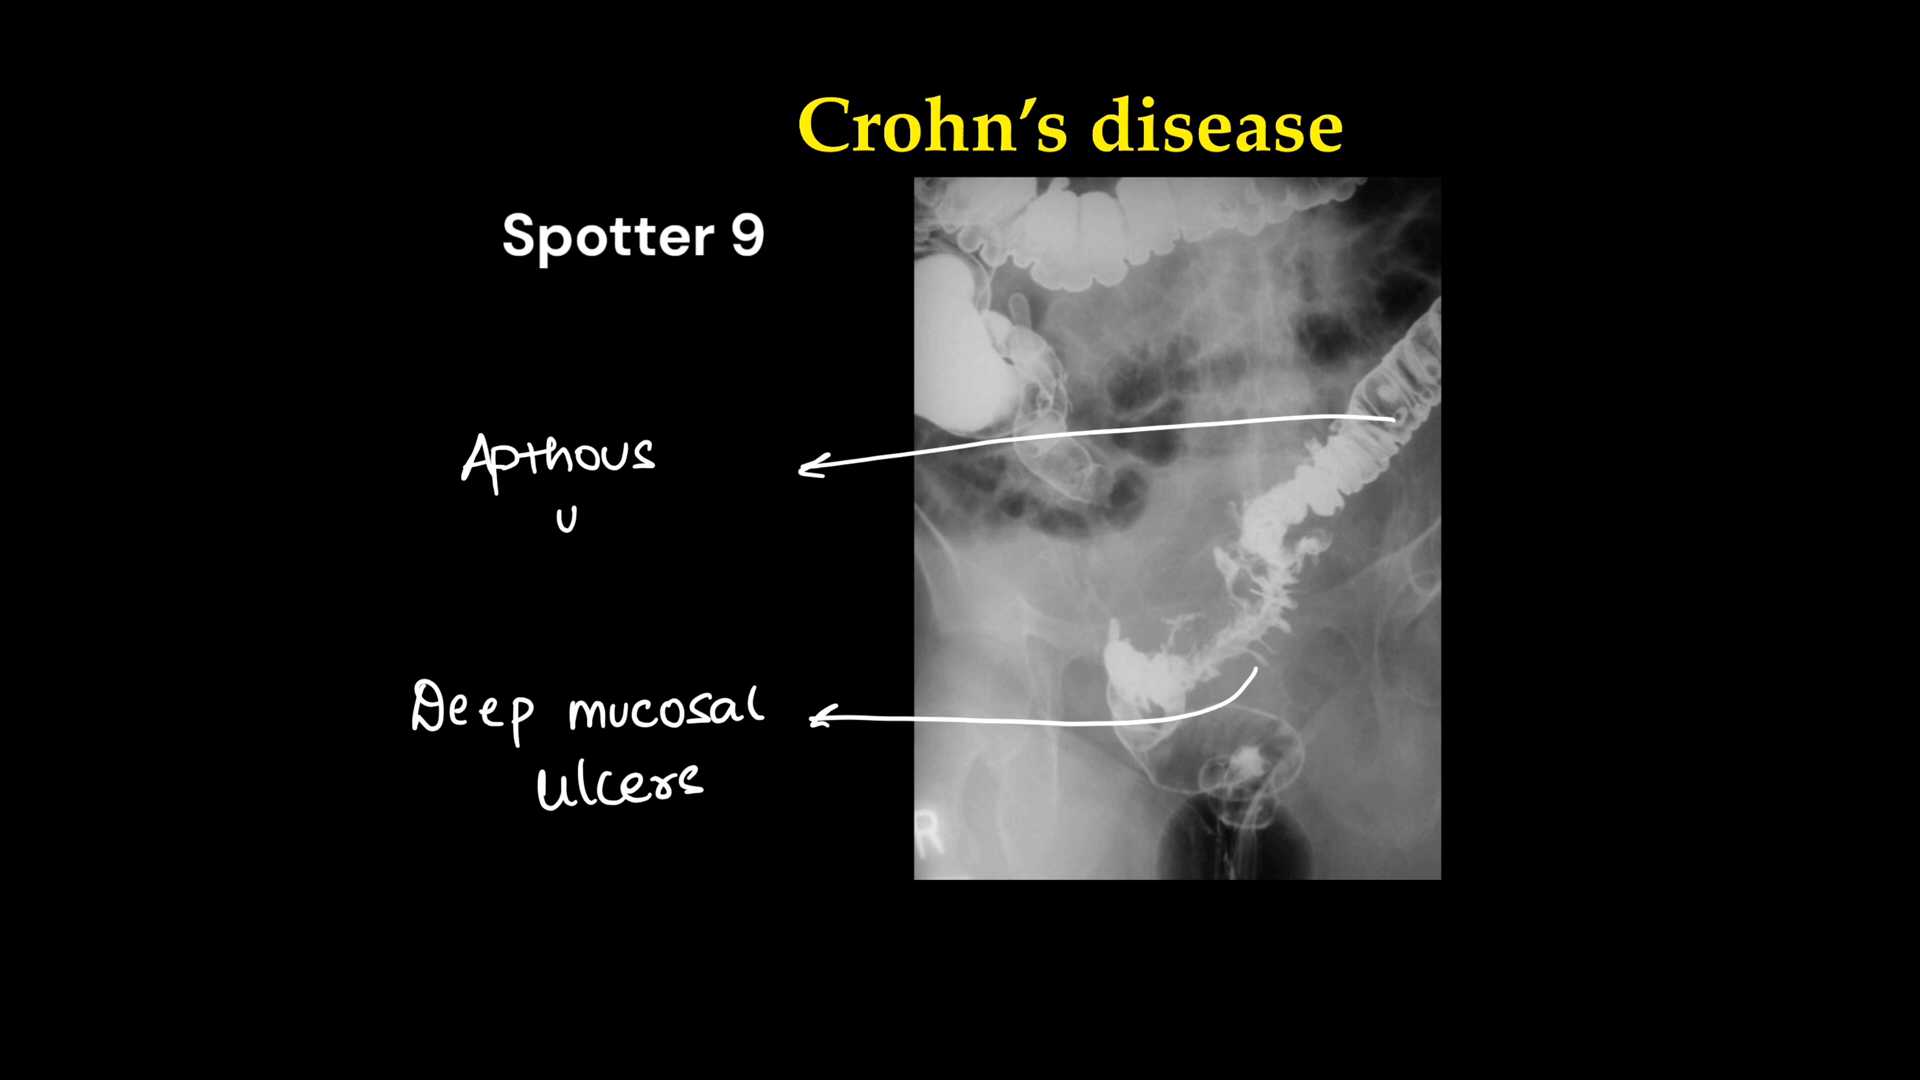 Crohn's disease
Spotter 9
Apthous
u
Deep mucosal
ulcers
R